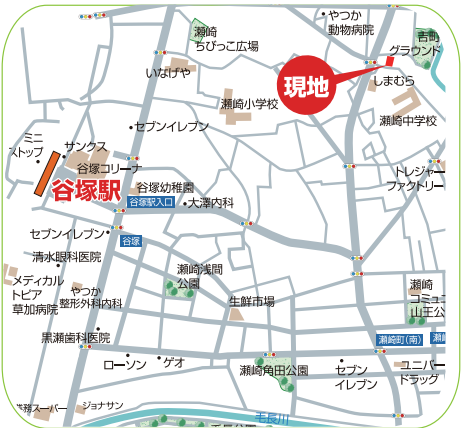 やつか
動物病院
吉町
グラウンド
瀬崎
ちびっこ広場
いなげや
現地
しまむら
瀬崎小学校
瀬崎中学校
セブンイレブン
ミニ
ストップ
サンクス
谷塚コリーナ
谷塚駅
トレジャー
ファクトリー
谷塚幼稚園
谷塚駅入口
大澤内科
セブンイレブン
谷塚
清水眼科医院
メディカル
トピア
草加病院
やつか
整形外科内科
瀬崎浅間
公園
生鮮市場
瀬崎
コミュニ
山王公
黒瀬歯科医院
瀬崎町(南)
瀬崎
ローソン
ゲオ
瀬崎角田公園
セブン
イレブン
ユニバー
ドラッグ
務スーパー
ジョナサン
毛長川